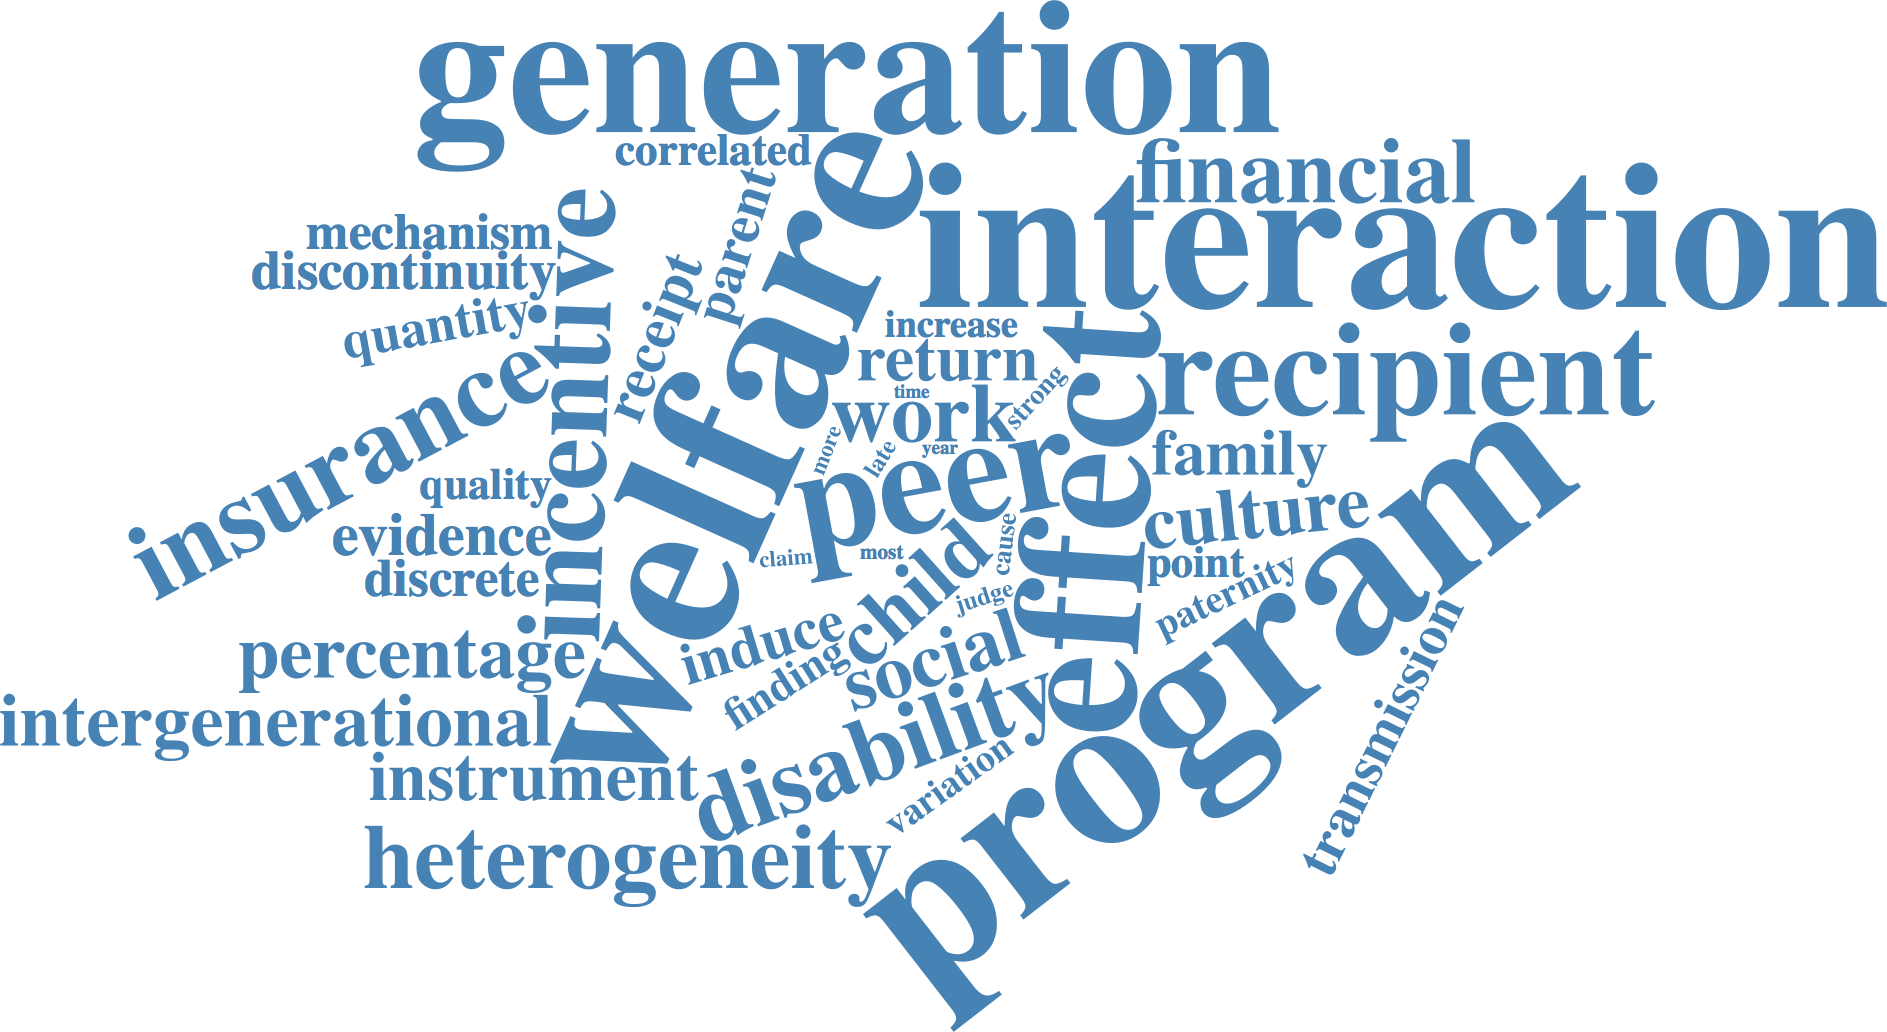 generation
correlated
financial
interaction
welfare
parent
receipt
incentive
mechanism
discontinuity
quantity
insurance
increase
return
time
work
strong
more
late
year
peer
effect
recipient
family
culture
point
paternity
program
quality
evidence
discrete
claim
most
cause
child
judge
induce
finding
social
percentage
intergenerational
instrument
disability
variation
heterogeneity
transmission